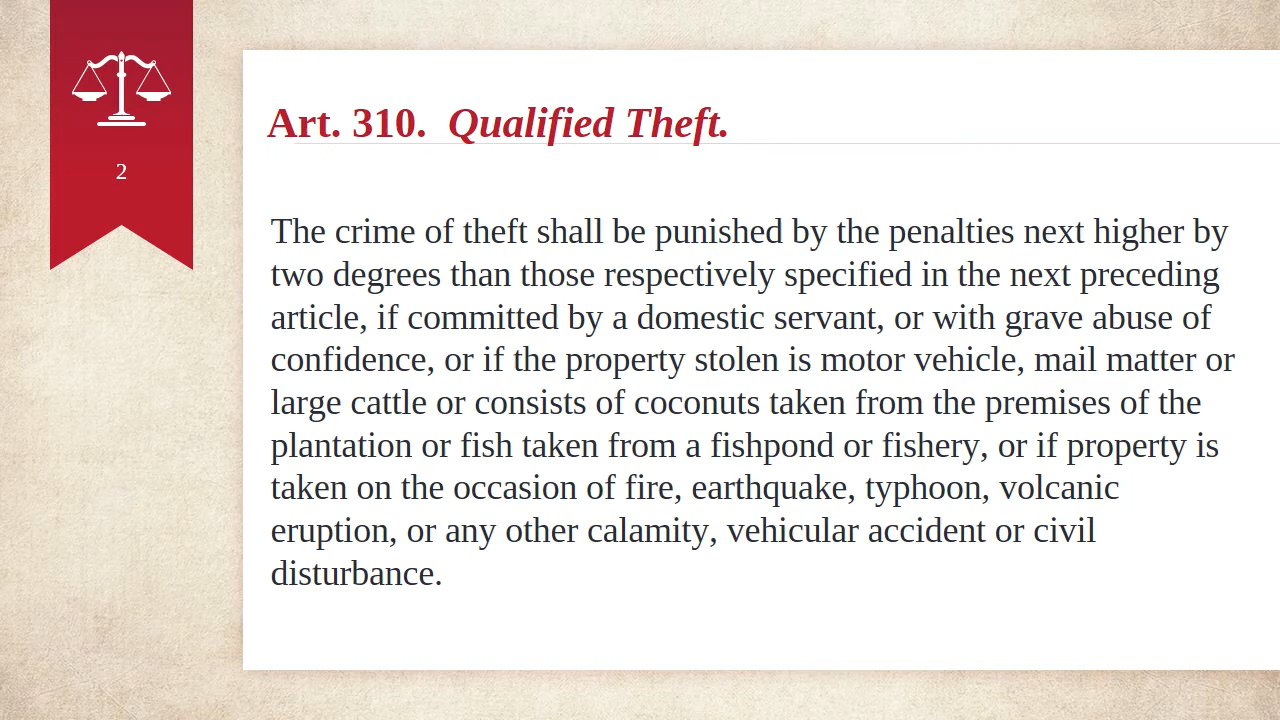 2
Art. 310. Qualified Theft.
The crime of theft shall be punished by the penalties next higher by
two degrees than those respectively specified in the next preceding
article, if committed by a domestic servant, or with grave abuse of
confidence, or if the property stolen is motor vehicle, mail matter or
large cattle or consists of coconuts taken from the premises of the
plantation or fish taken from a fishpond or fishery, or if property is
taken on the occasion of fire, earthquake, typhoon, volcanic
eruption, or any other calamity, vehicular accident or civil
disturbance.